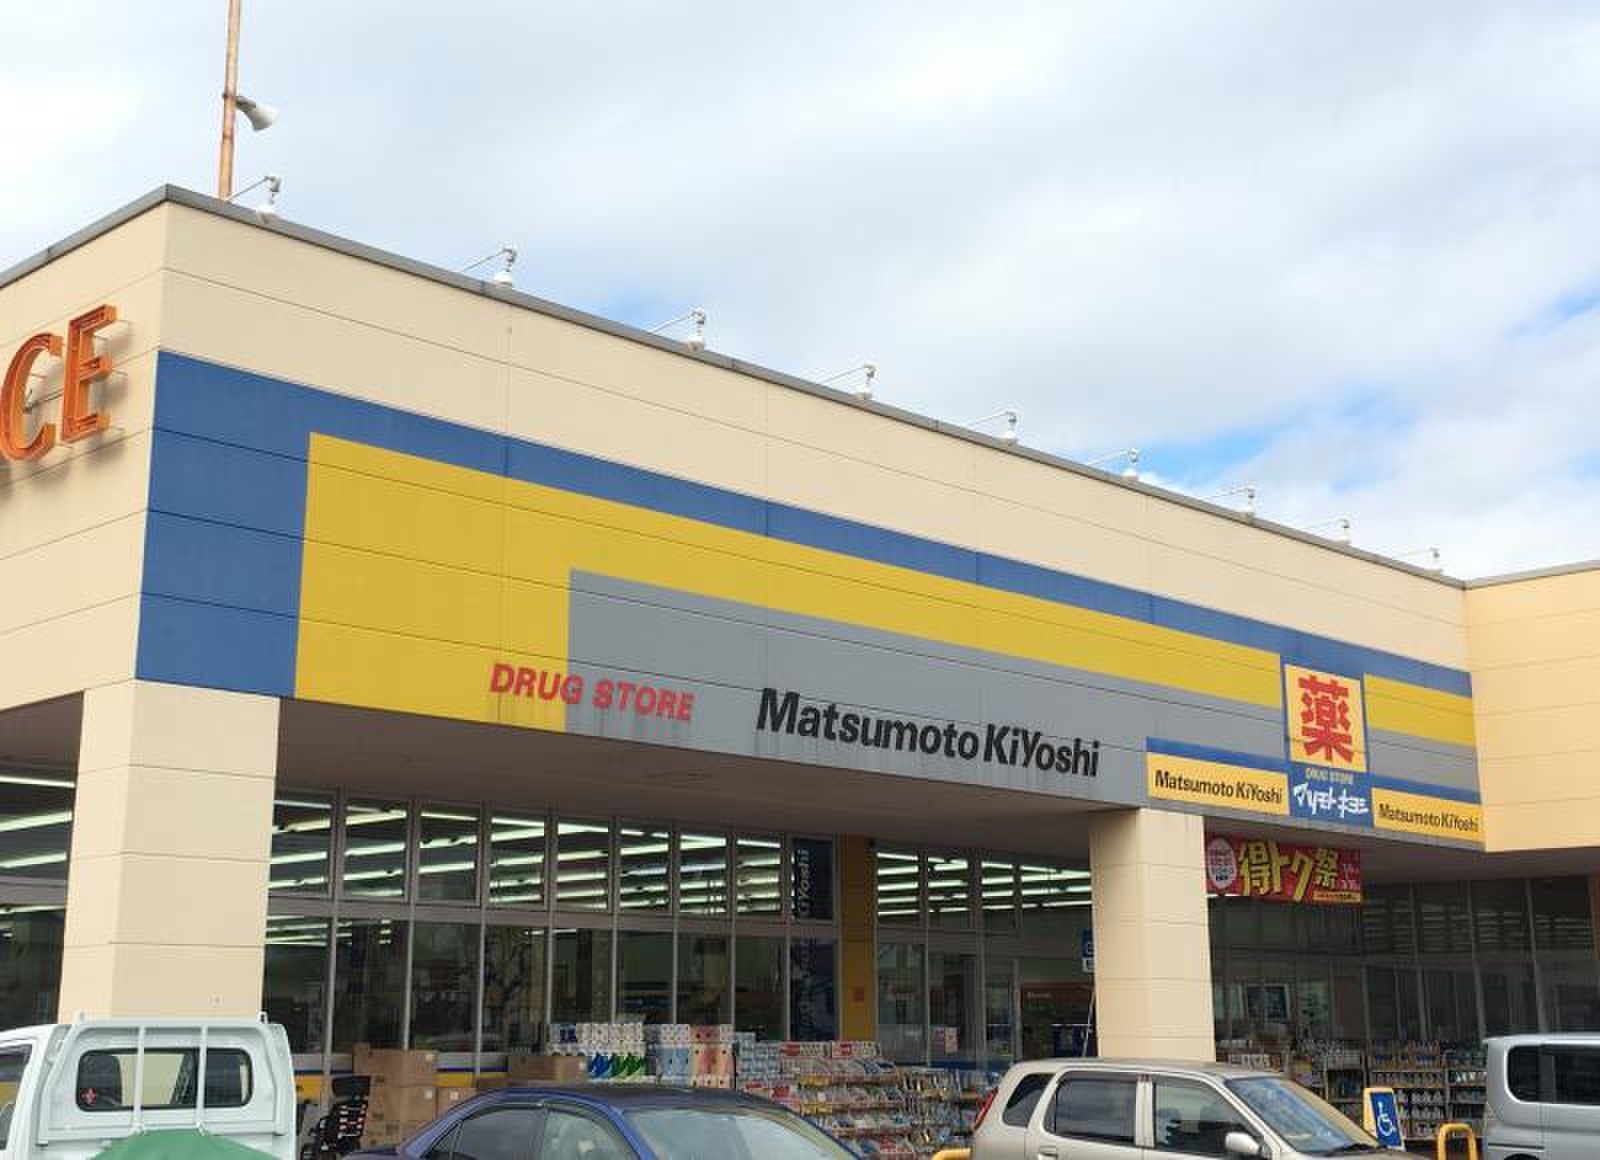 CE
DRUG STORE
Matsumoto KiYoshi
薬
DRUG STORE
マツモトキヨシ
Matsumoto KiYoshi
Matsumoto KiYoshi
得トク祭